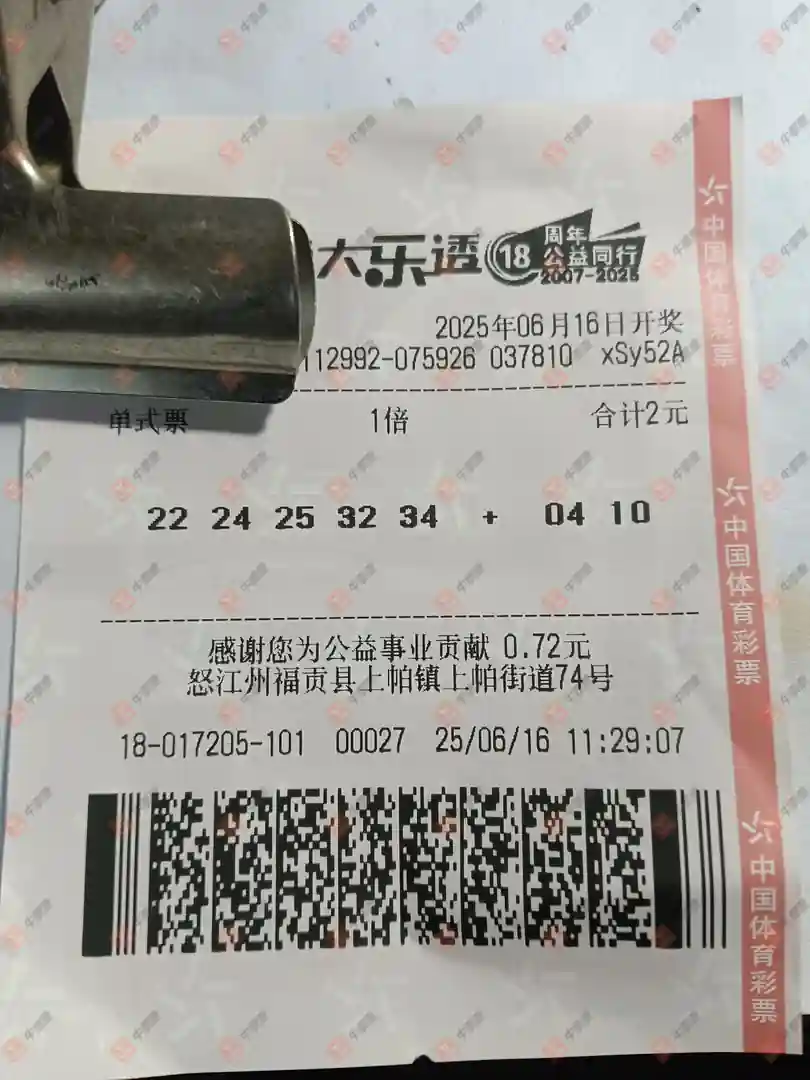 大乐透 18 周年
公益同行
2007-2025
2025年06月16日开奖
112992-075926 037810 xSy52A
单式票 1倍 合计2元
22 24 25 32 34 + 04 10
感谢您为公益事业贡献 0.72元
怒江州福贡县上帕镇上帕街道74号
18-017205-101 00027 25/06/16 11:29:07
中国体育彩票
中国体育彩票
中国体育彩票